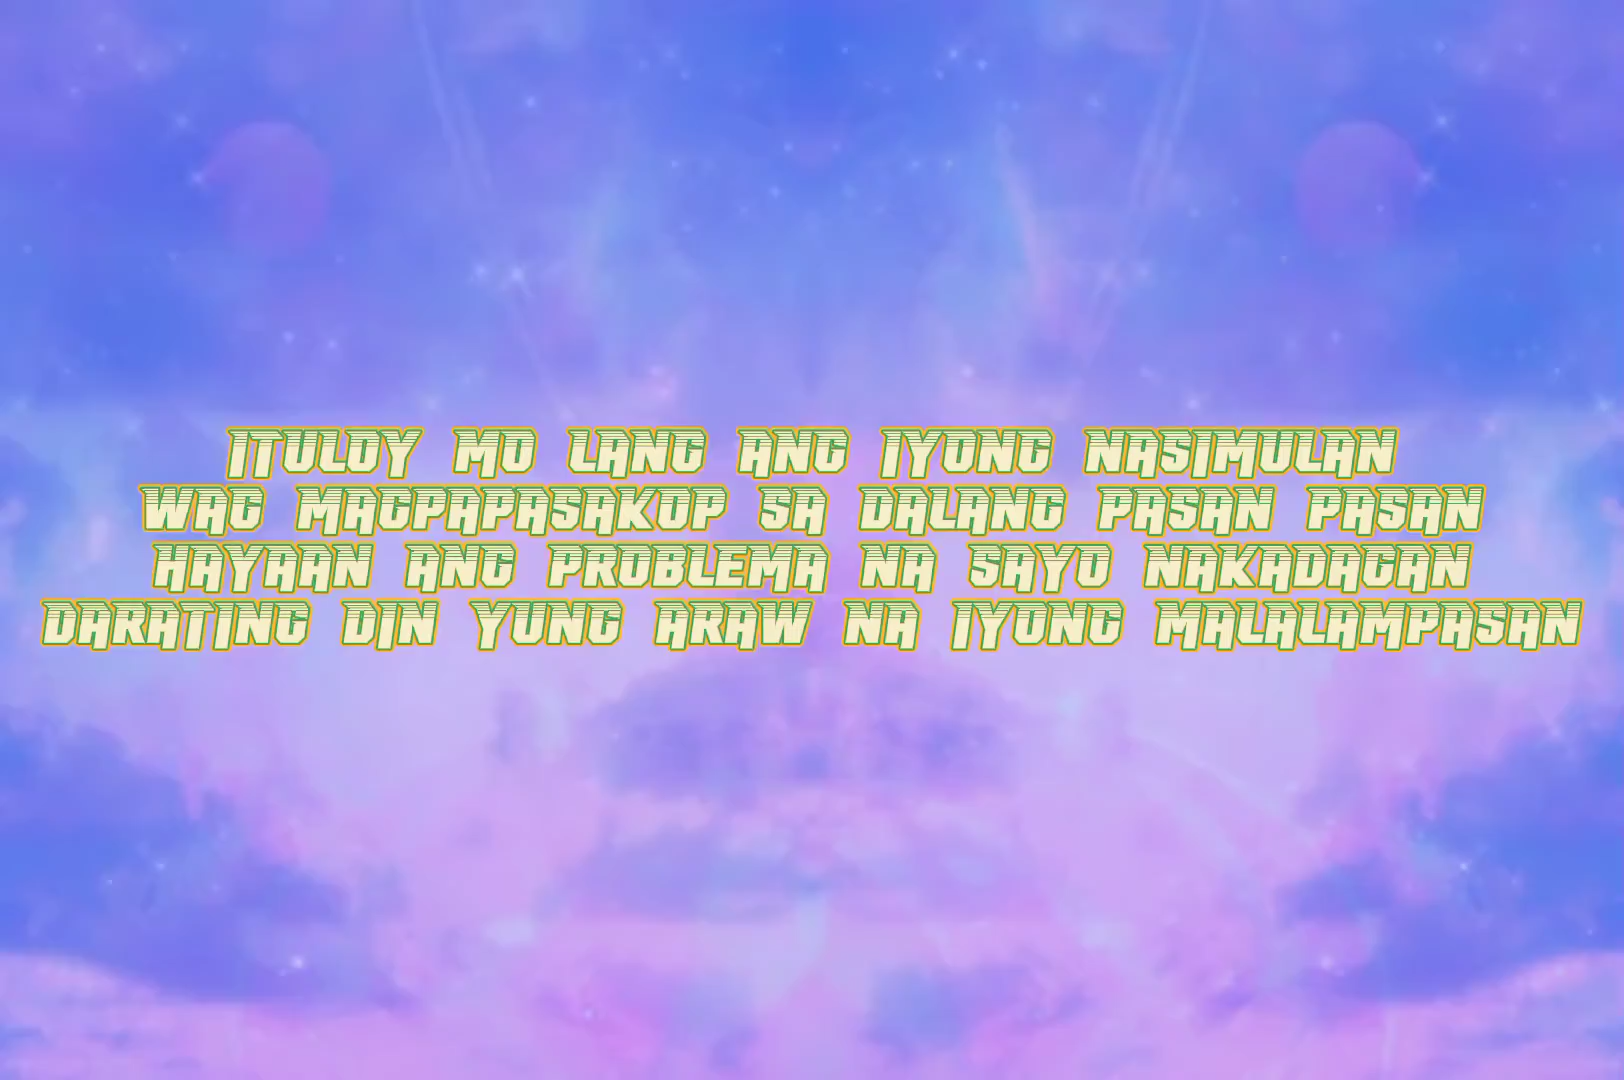 ITULOY MO LANG ANG IYONG NASIMULAN
WAG MAGPAPASAKOP SA DALANG PASAN PASAN
HAYAAN ANG PROBLEMA NA SAYO NAKADAGAN
DARATING DIN YUNG ARAW NA IYONG MALALAMPASAN